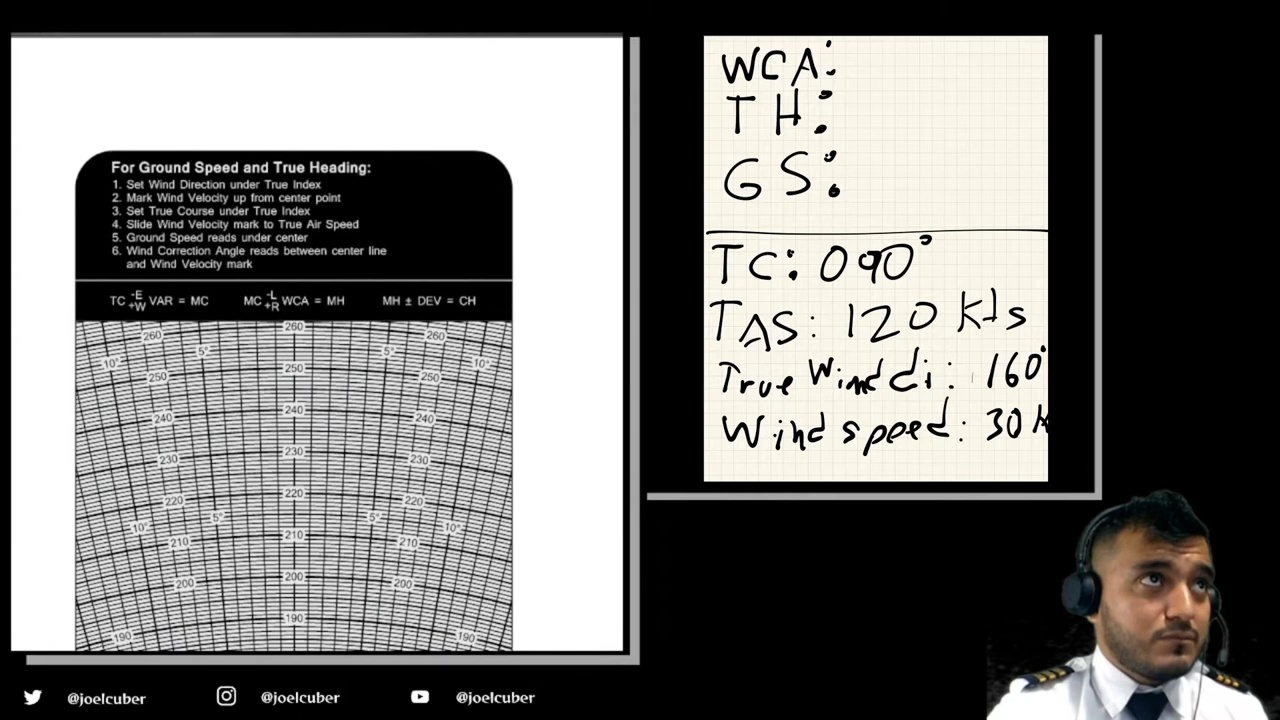 For Ground Speed and True Heading:
1. Set Wind Direction under True Index
2. Mark Wind Velocity up from center point
3. Set True Course under True Index
4. Slide Wind Velocity mark to True Air Speed
5. Ground Speed reads under center
6. Wind Correction Angle reads between center line
and Wind Velocity mark
TC -E +W VAR = MC MC -L +R WCA = MH MH ± DEV = CH
260 260 260
10° 5° 5° 10°
250 250 250
240 240 240
230 230 230
220 220 220
10° 5° 5° 10°
210 210 210
200 200 200
190 190 190
WCA:
TH:
GS:
TC: 090°
TAS: 120 kts
True Wind di: 160°
Wind speed: 30 k
@joelcuber @joelcuber @joelcuber